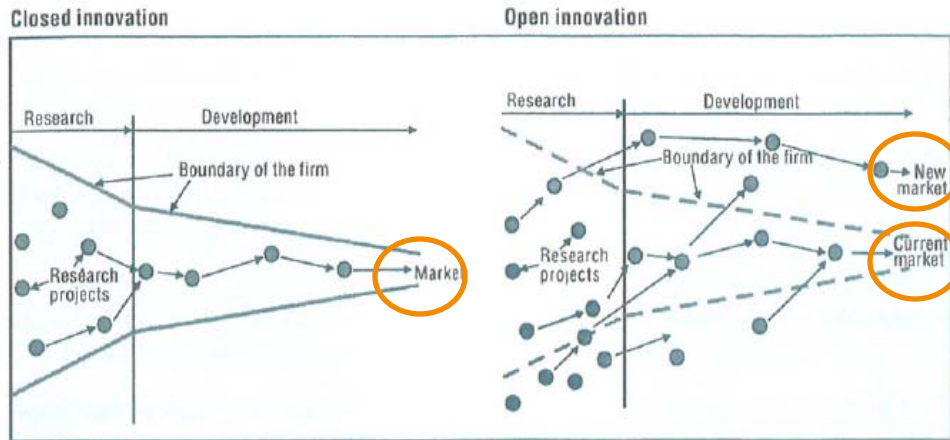 Closed innovation
Research
Development
Boundary of the firm
Research
projects
Marke
Open innovation
Research
Development
Boundary of the firm
New
market
Research
projects
Current
market